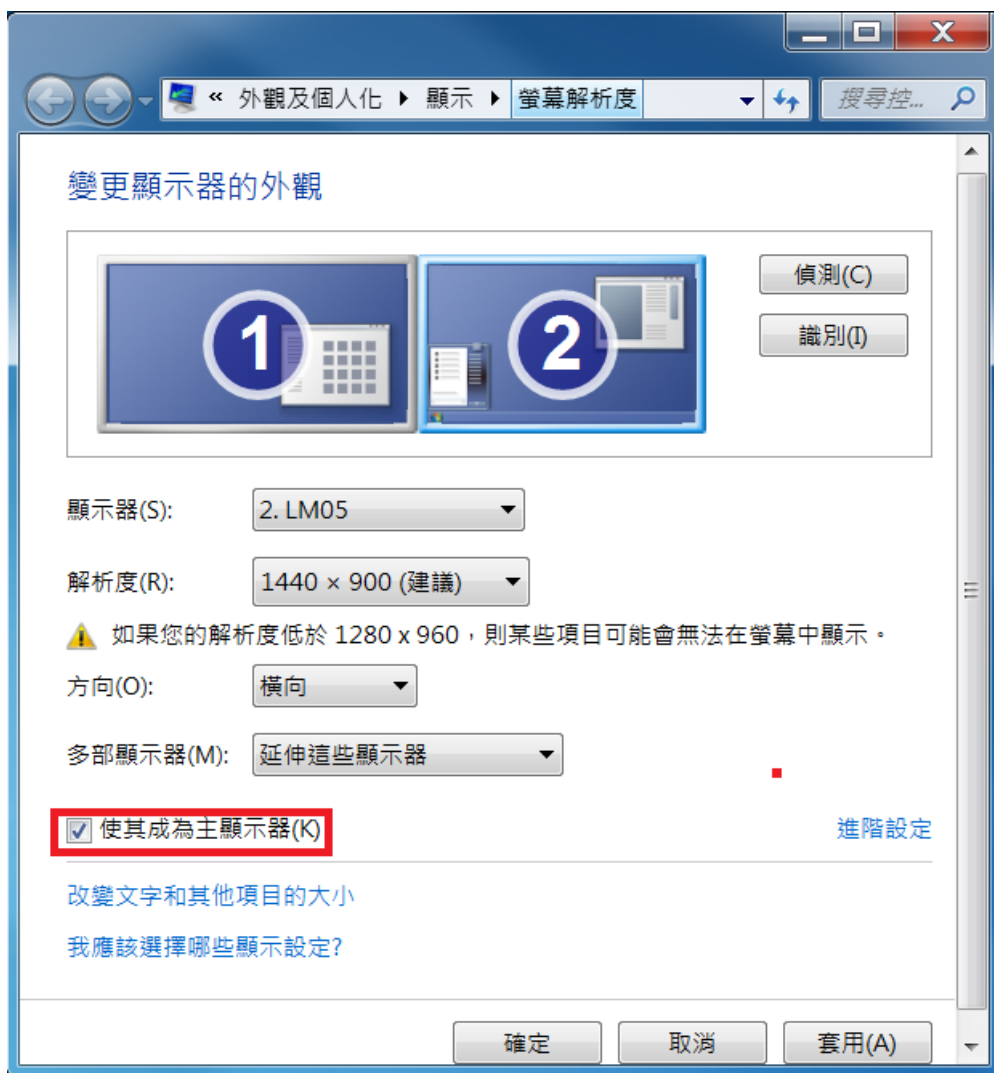 « 外觀及個人化 ▸ 顯示 ▸ 螢幕解析度 搜尋控...
變更顯示器的外觀
1 2
偵測(C)
識別(I)
顯示器(S): 2. LM05
解析度(R): 1440 × 900 (建議)
如果您的解析度低於 1280 x 960，則某些項目可能會無法在螢幕中顯示。
方向(O): 橫向
多部顯示器(M): 延伸這些顯示器
使其成為主顯示器(K) 進階設定
改變文字和其他項目的大小
我應該選擇哪些顯示設定?
確定 取消 套用(A)